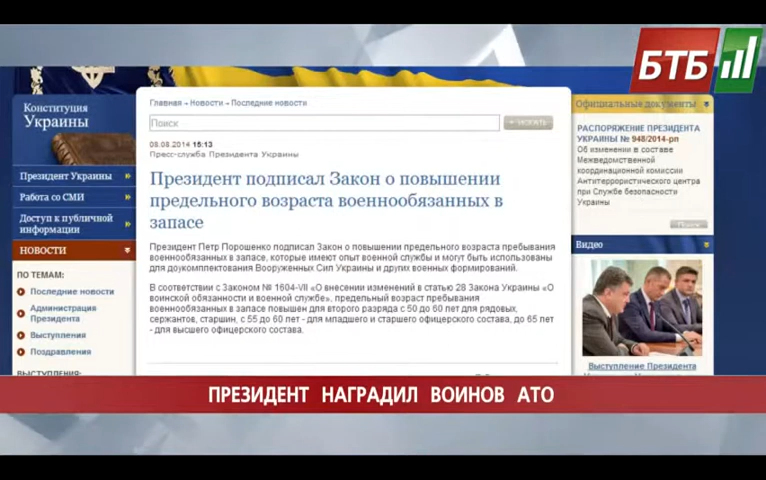 БТБ
Конституция
Украины
Президент Украины
Работа со СМИ
Доступ к публичной
информации
НОВОСТИ
ПО ТЕМАМ:
Последние новости
Администрация
Президента
Выступления
Поздравления
ВЫСТУПЛЕНИЯ:
Главная - Новости - Последние новости
Поиск
ИСКАТЬ
08.08.2014 15:13
Пресс-служба Президента Украины
Президент подписал Закон о повышении
предельного возраста военнообязанных в
запасе
Президент Петр Порошенко подписал Закон о повышении предельного возраста пребывания
военнообязанных в запасе, которые имеют опыт военной службы и могут быть использованы
для доукомплектования Вооруженных Сил Украины и других военных формирований.
В соответствии с Законом № 1604-VII «О внесении изменений в статью 28 Закона Украины «О
воинской обязанности и военной службе», предельный возраст пребывания
военнообязанных в запасе повышен для второго разряда с 50 до 60 лет для рядовых,
сержантов, старшин, с 55 до 60 лет - для младшего и старшего офицерского состава, до 65 лет
- для высшего офицерского состава.
Официальные документы
РАСПОРЯЖЕНИЕ ПРЕЗИДЕНТА
УКРАИНЫ № 948/2014-рп
Об изменении в составе
Межведомственной
координационной комиссии
Антитеррористического центра
при Службе безопасности
Украины
Поиск
Видео
Выступление Президента
ПРЕЗИДЕНТ НАГРАДИЛ ВОИНОВ АТО